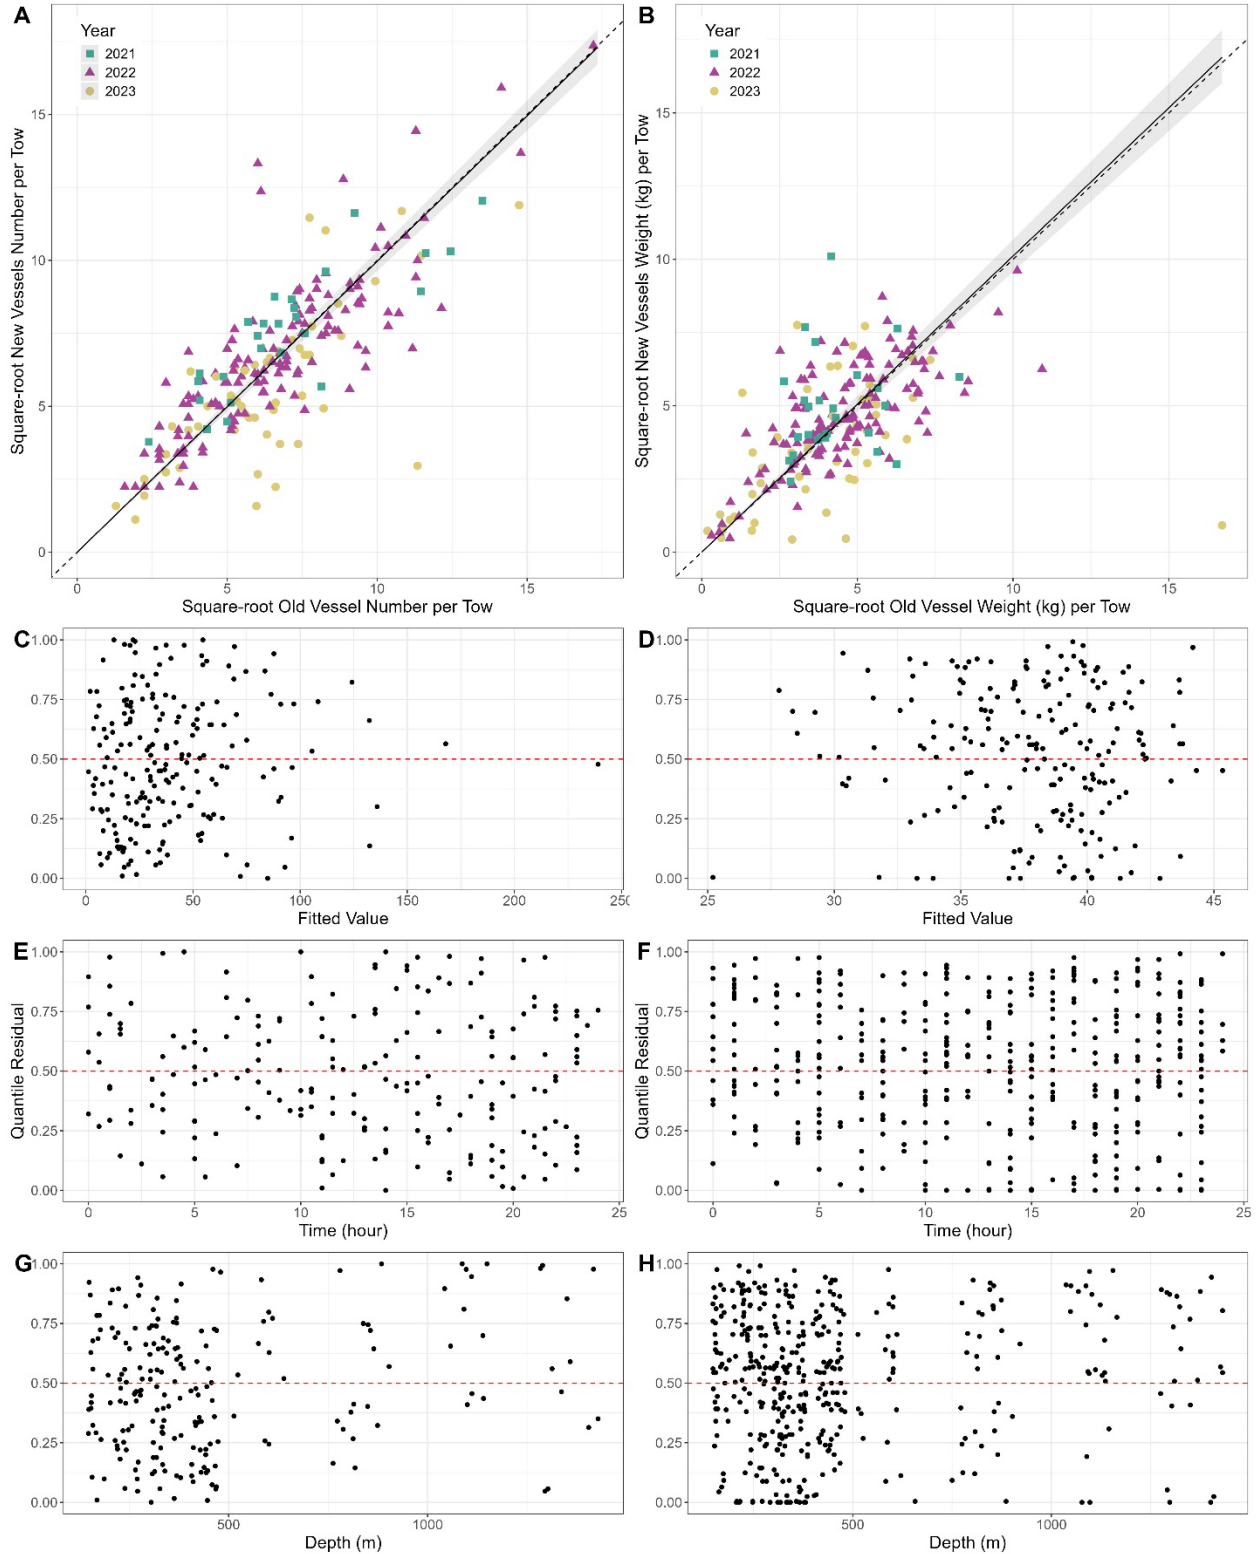 A
Year
2021
2022
2023
Square-root New Vessels Number per Tow
15
10
5
0
0 5 10 15
Square-root Old Vessel Number per Tow
B
Year
2021
2022
2023
Square-root New Vessels Weight (kg) per Tow
15
10
5
0
0 5 10 15
Square-root Old Vessel Weight (kg) per Tow
C
1.00
0.75
0.50
0.25
0.00
0 50 100 150 200 250
Fitted Value
D
1.00
0.75
0.50
0.25
0.00
25 30 35 40 45
Fitted Value
E
Quantile Residual
1.00
0.75
0.50
0.25
0.00
0 5 10 15 20 25
Time (hour)
F
Quantile Residual
1.00
0.75
0.50
0.25
0.00
0 5 10 15 20 25
Time (hour)
G
1.00
0.75
0.50
0.25
0.00
500 1000
Depth (m)
H
1.00
0.75
0.50
0.25
0.00
500 1000
Depth (m)